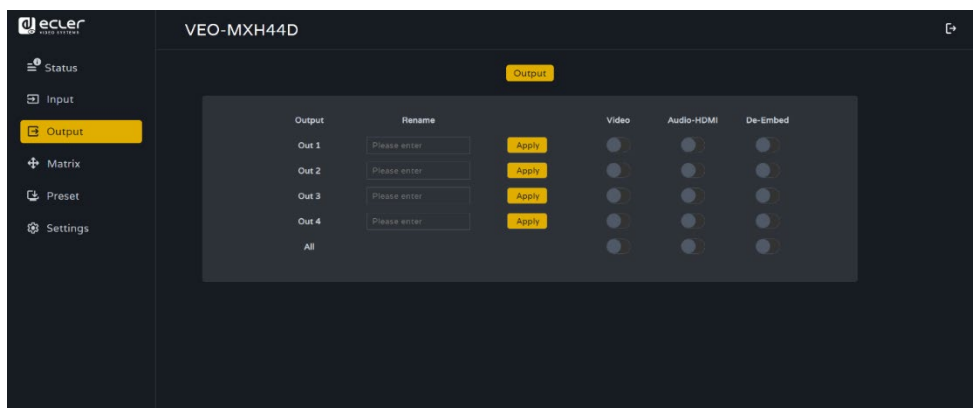 ecler
VIDEO SYSTEMS
VEO-MXH44D
Status
Input
Output
Matrix
Preset
Settings
Output
Output Rename Video Audio-HDMI De-Embed
Out 1 Please enter Apply
Out 2 Please enter Apply
Out 3 Please enter Apply
Out 4 Please enter Apply
All